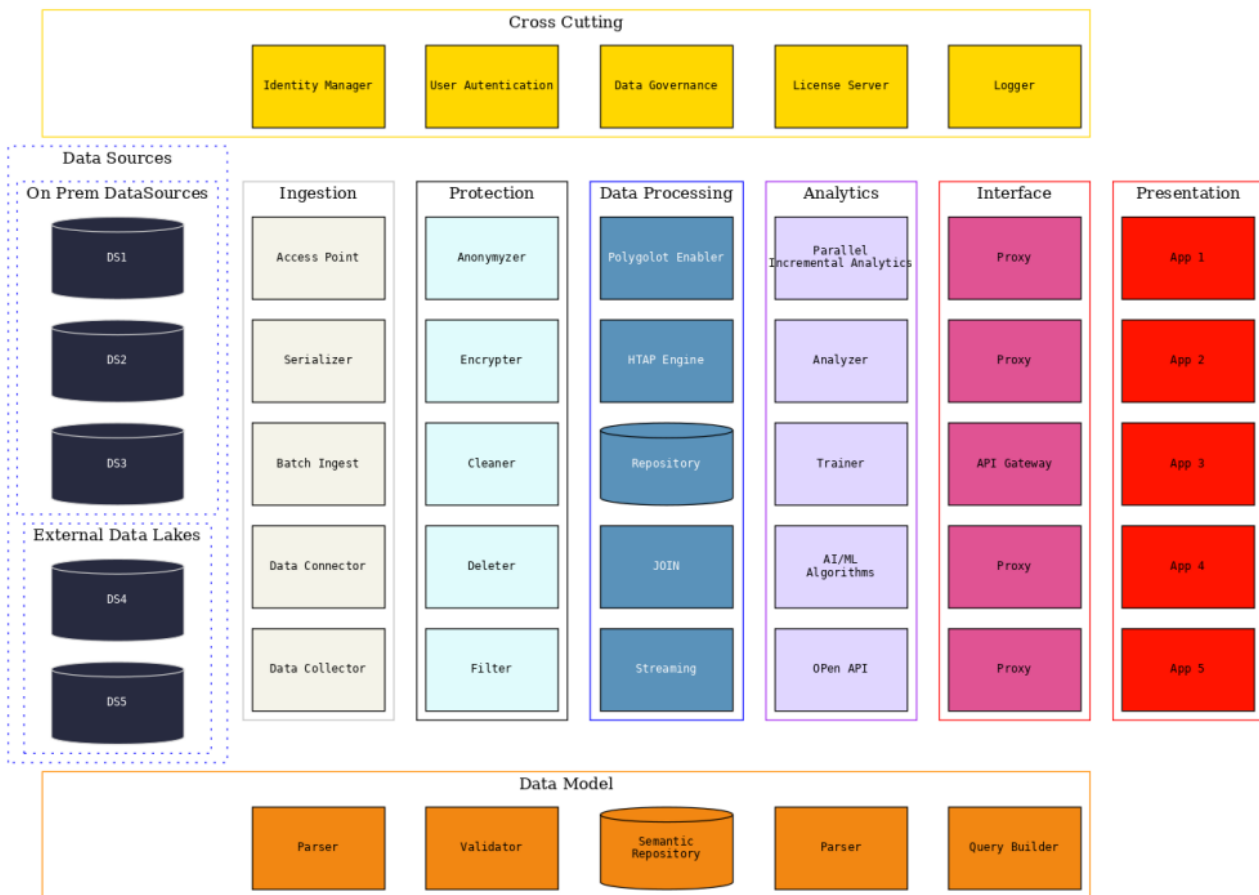 Cross Cutting
Identity Manager
User Autentication
Data Governance
License Server
Logger
Data Sources
On Prem DataSources
DS1
DS2
DS3
External Data Lakes
DS4
DS5
Ingestion
Access Point
Serializer
Batch Ingest
Data Connector
Data Collector
Protection
Anonymyzer
Encrypter
Cleaner
Deleter
Filter
Data Processing
Polygolot Enabler
HTAP Engine
Repository
JOIN
Streaming
Analytics
Parallel
Incremental Analytics
Analyzer
Trainer
AI/ML
Algorithms
OPen API
Interface
Proxy
Proxy
API Gateway
Proxy
Proxy
Presentation
App 1
App 2
App 3
App 4
App 5
Data Model
Parser
Validator
Semantic
Repository
Parser
Query Builder